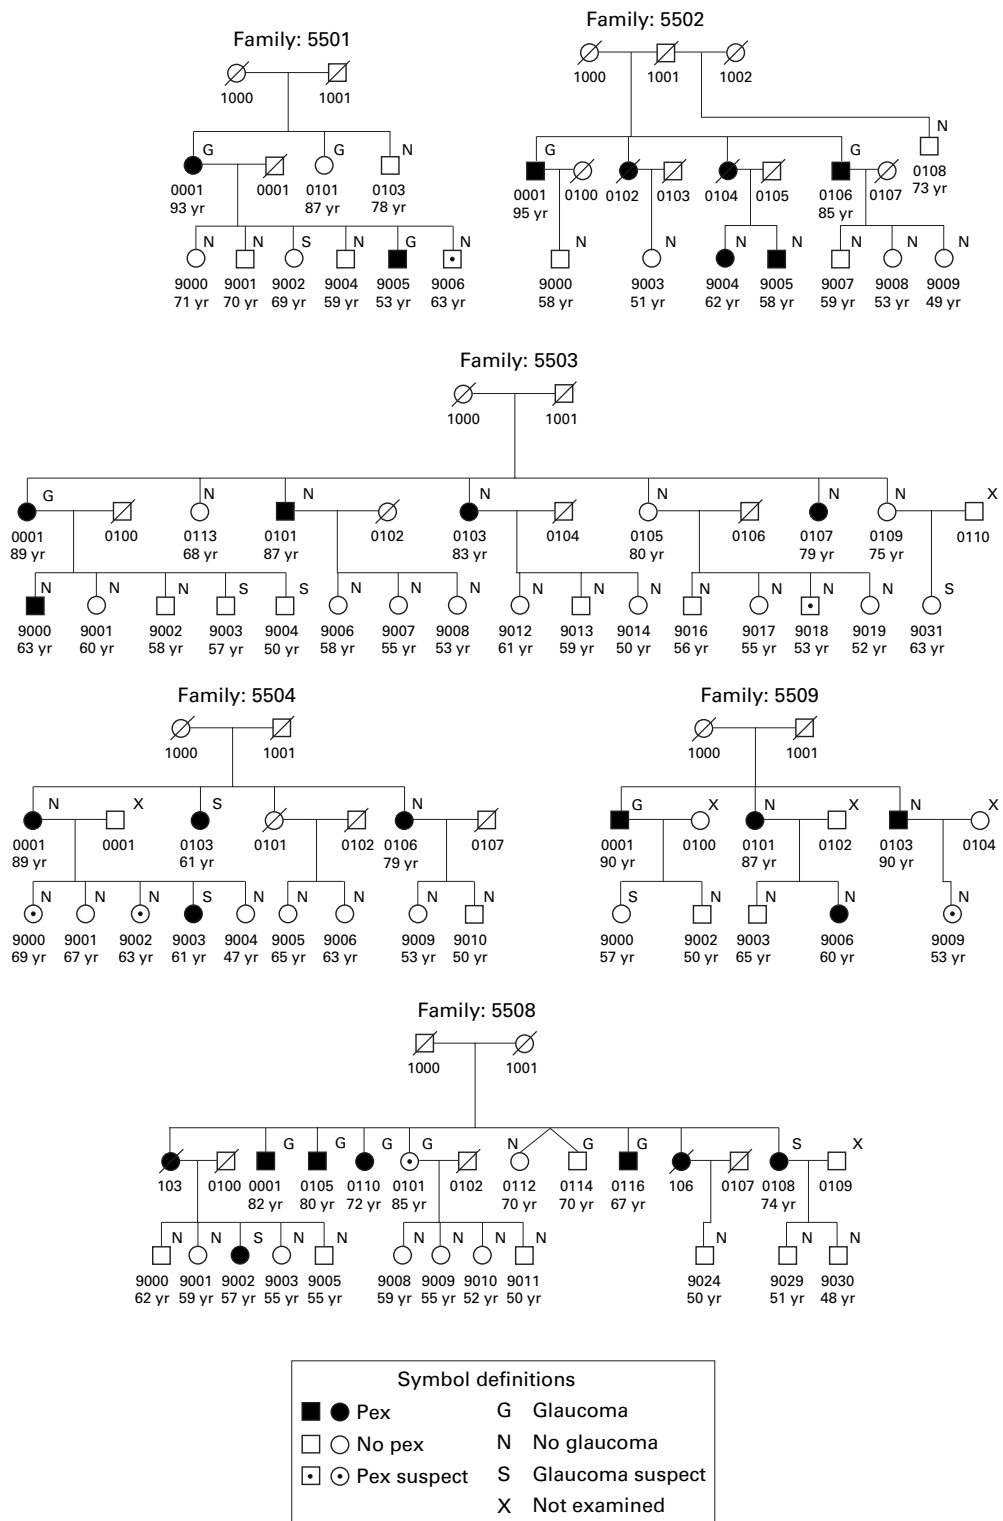 Family: 5501
1000 1001
G G N
0001 0001 0101 0103
93 yr 87 yr 78 yr
N N S N G N
9000 9001 9002 9004 9005 9006
71 yr 70 yr 69 yr 59 yr 53 yr 63 yr
Family: 5502
1000 1001 1002
G G N
0001 0100 0102 0103 0104 0105 0106 0107 0108
95 yr 85 yr 73 yr
N N N N N N N
9000 9003 9004 9005 9007 9008 9009
58 yr 51 yr 62 yr 58 yr 59 yr 53 yr 49 yr
Family: 5503
1000 1001
G N N N N N N X
0001 0100 0113 0101 0102 0103 0104 0105 0106 0107 0109 0110
89 yr 68 yr 87 yr 83 yr 80 yr 79 yr 75 yr
N N N S S N N N N N N N N N N S
9000 9001 9002 9003 9004 9006 9007 9008 9012 9013 9014 9016 9017 9018 9019 9031
63 yr 60 yr 58 yr 57 yr 50 yr 58 yr 55 yr 53 yr 61 yr 59 yr 50 yr 56 yr 55 yr 53 yr 52 yr 63 yr
Family: 5504
1000 1001
N X S N
0001 0001 0103 0101 0102 0106 0107
89 yr 61 yr 79 yr
N N N S N N N N N
9000 9001 9002 9003 9004 9005 9006 9009 9010
69 yr 67 yr 63 yr 61 yr 47 yr 65 yr 63 yr 53 yr 50 yr
Family: 5509
1000 1001
G X N X N X
0001 0100 0101 0102 0103 0104
90 yr 87 yr 90 yr
S N N N N
9000 9002 9003 9006 9009
57 yr 50 yr 65 yr 60 yr 53 yr
Family: 5508
1000 1001
G G G G N G G S X
103 0100 0001 0105 0110 0101 0102 0112 0114 0116 106 0107 0108 0109
82 yr 80 yr 72 yr 85 yr 70 yr 70 yr 67 yr 74 yr
N N S N N N N N N N N N
9000 9001 9002 9003 9005 9008 9009 9010 9011 9024 9029 9030
62 yr 59 yr 57 yr 55 yr 55 yr 59 yr 55 yr 52 yr 50 yr 50 yr 51 yr 48 yr
Symbol definitions
Pex G Glaucoma
No pex N No glaucoma
Pex suspect S Glaucoma suspect
X Not examined